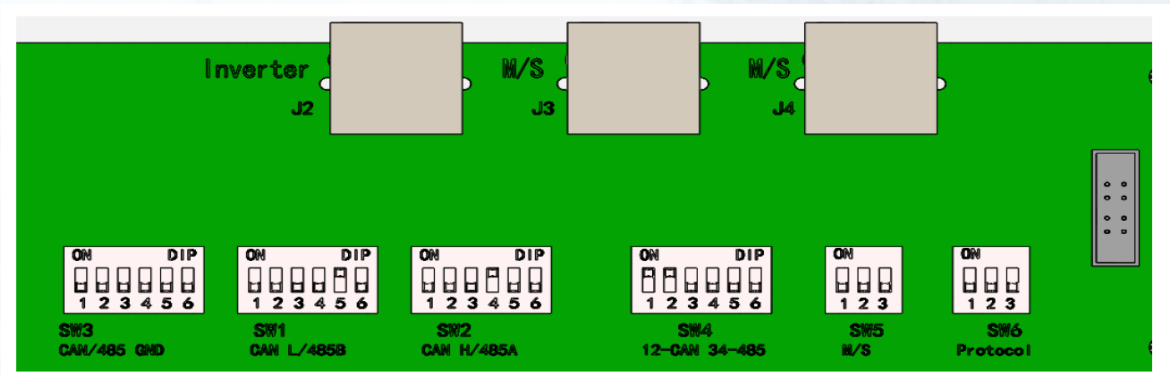 Inverter M/S M/S
J2 J3 J4
ON DIP ON DIP ON DIP ON DIP ON ON
1 2 3 4 5 6 1 2 3 4 5 6 1 2 3 4 5 6 1 2 3 4 5 6 1 2 3 1 2 3
SW3 SW1 SW2 SW4 SW5 SW6
CAN/485 GND CAN L/485B CAN H/485A 12-CAN 34-485 M/S Protocol